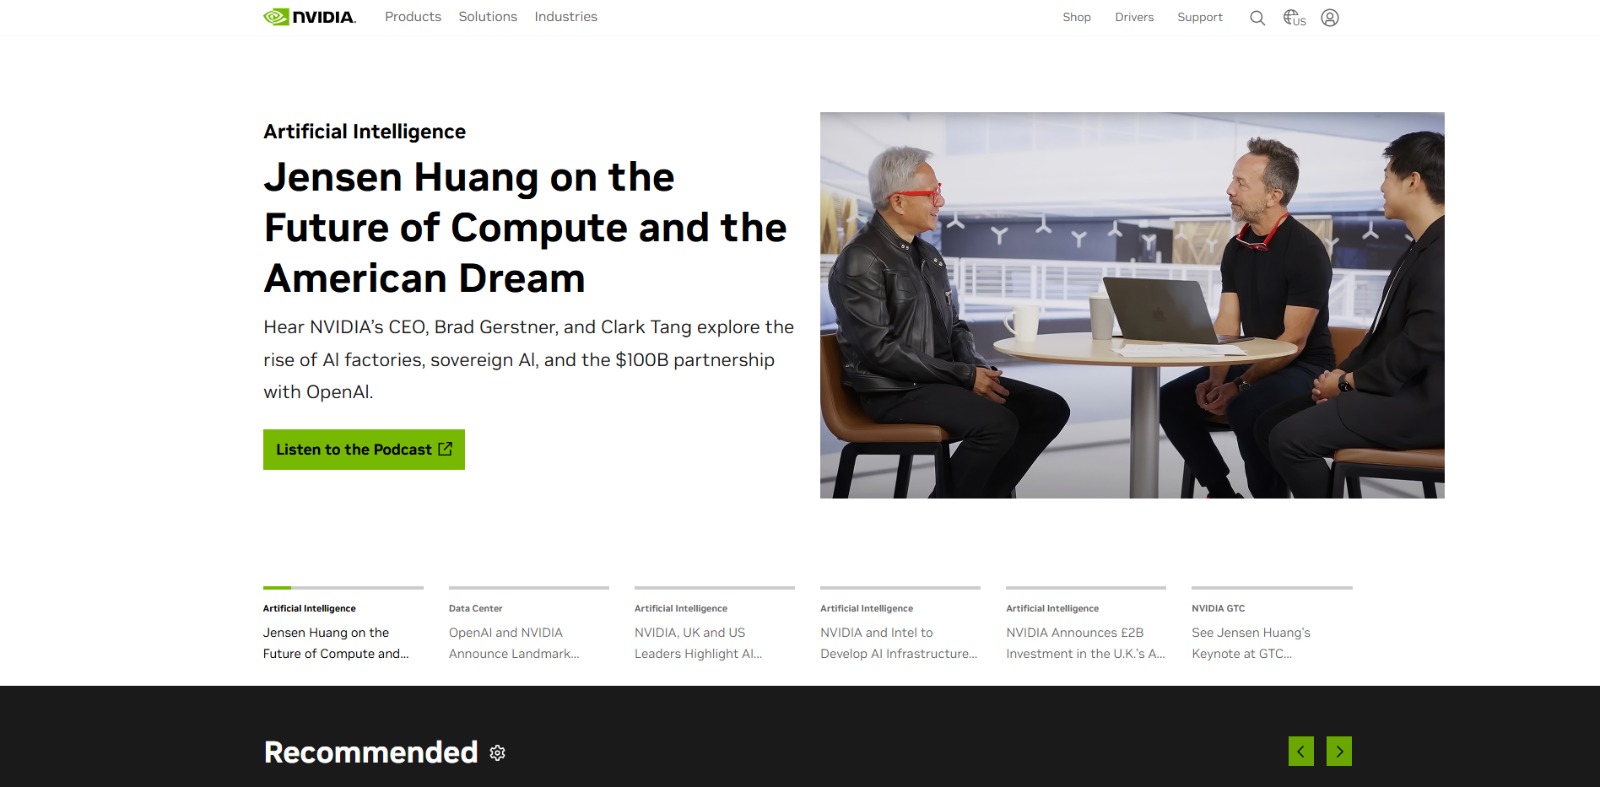 NVIDIA.
Products
Solutions
Industries
Shop
Drivers
Support
US
Artificial Intelligence
Jensen Huang on the
Future of Compute and the
American Dream
Hear NVIDIA's CEO, Brad Gerstner, and Clark Tang explore the
rise of AI factories, sovereign AI, and the $100B partnership
with OpenAI.
Listen to the Podcast
Artificial Intelligence
Jensen Huang on the
Future of Compute and...
Data Center
OpenAI and NVIDIA
Announce Landmark...
Artificial Intelligence
NVIDIA, UK and US
Leaders Highlight AI...
Artificial Intelligence
NVIDIA and Intel to
Develop AI Infrastructure...
Artificial Intelligence
NVIDIA Announces £2B
Investment in the U.K.'s A...
NVIDIA GTC
See Jensen Huang's
Keynote at GTC...
Recommended